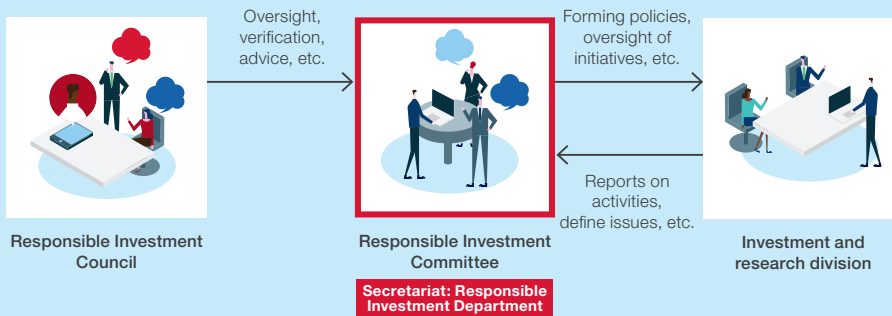 Oversight,
verification,
advice, etc.
Forming policies,
oversight of
initiatives, etc.
Reports on
activities,
define issues, etc.
Responsible Investment
Council
Responsible Investment
Committee
Secretariat: Responsible
Investment Department
Investment and
research division